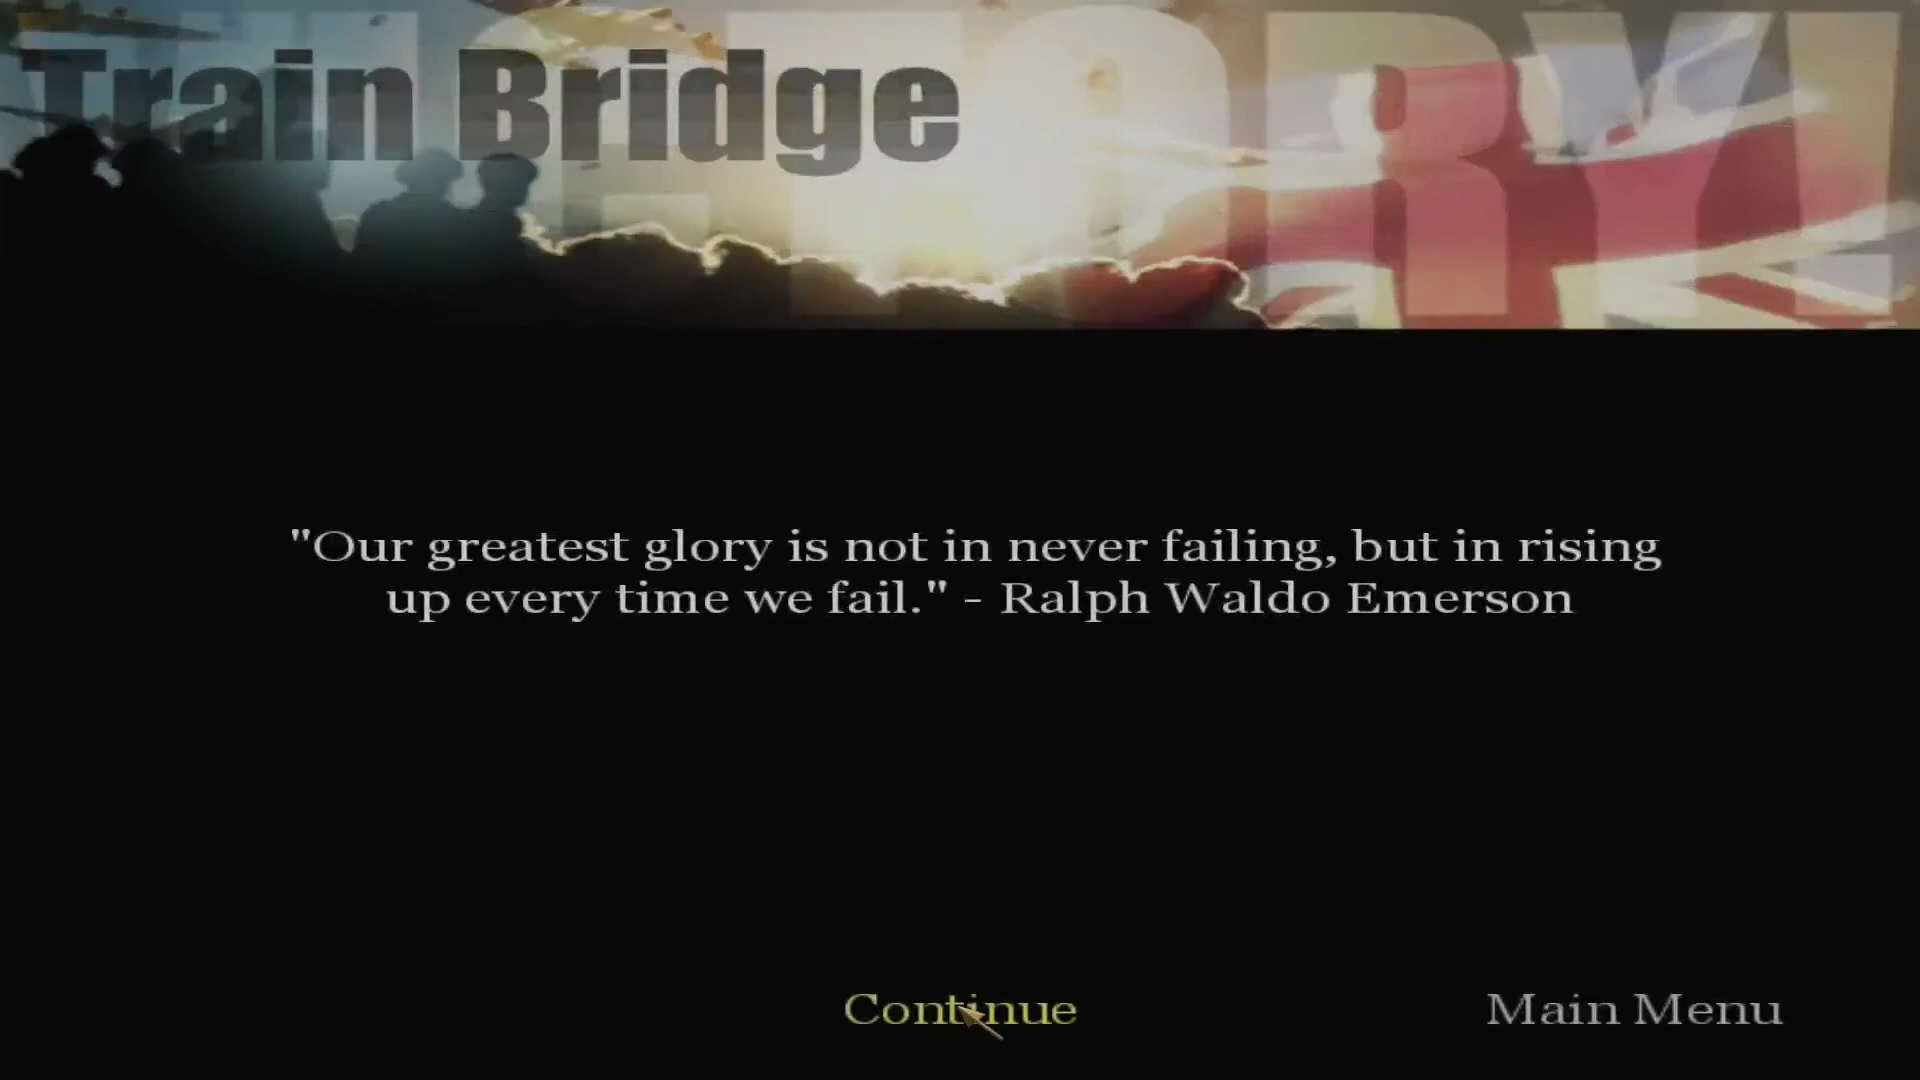 VICTORY!
Train Bridge
"Our greatest glory is not in never failing, but in rising
up every time we fail." - Ralph Waldo Emerson
Continue
Main Menu